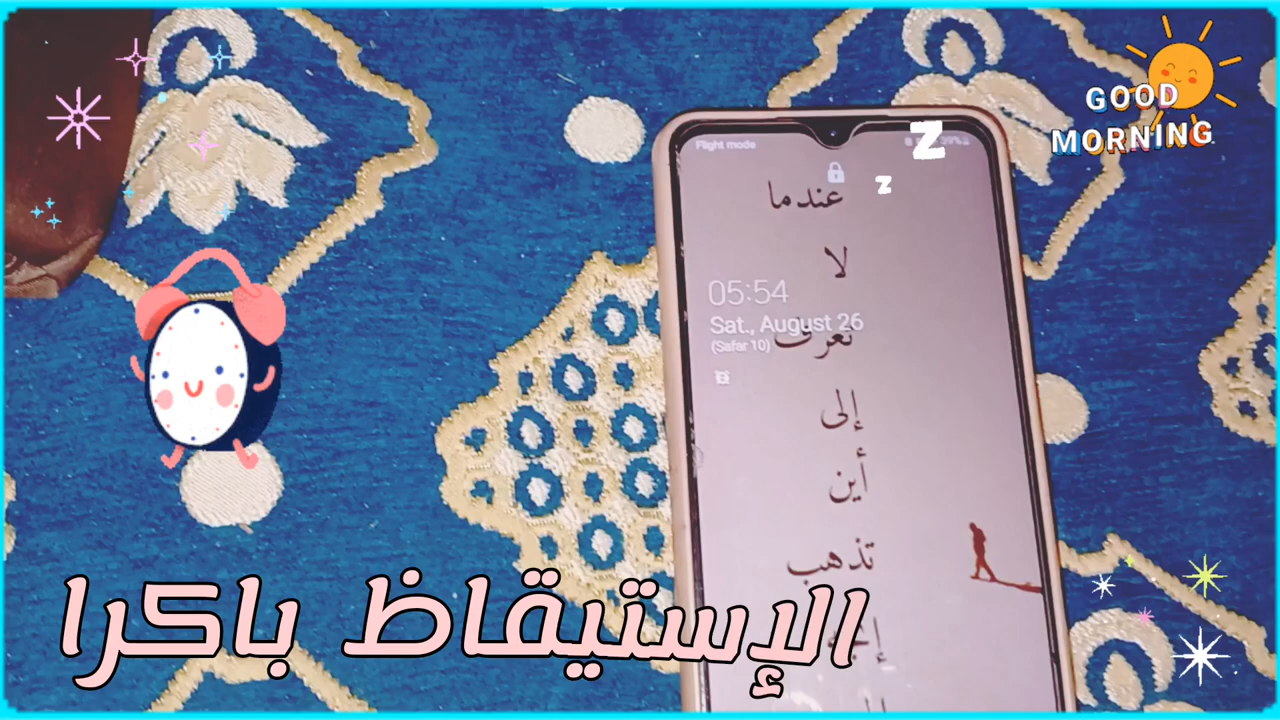 GOOD
MORNING
Z
z
Flight mode
عندما
لا
05:54
Sat., August 26
تعرف
(Safar 10)
إلى
أين
تذهب
الإستيقاظ باكرا